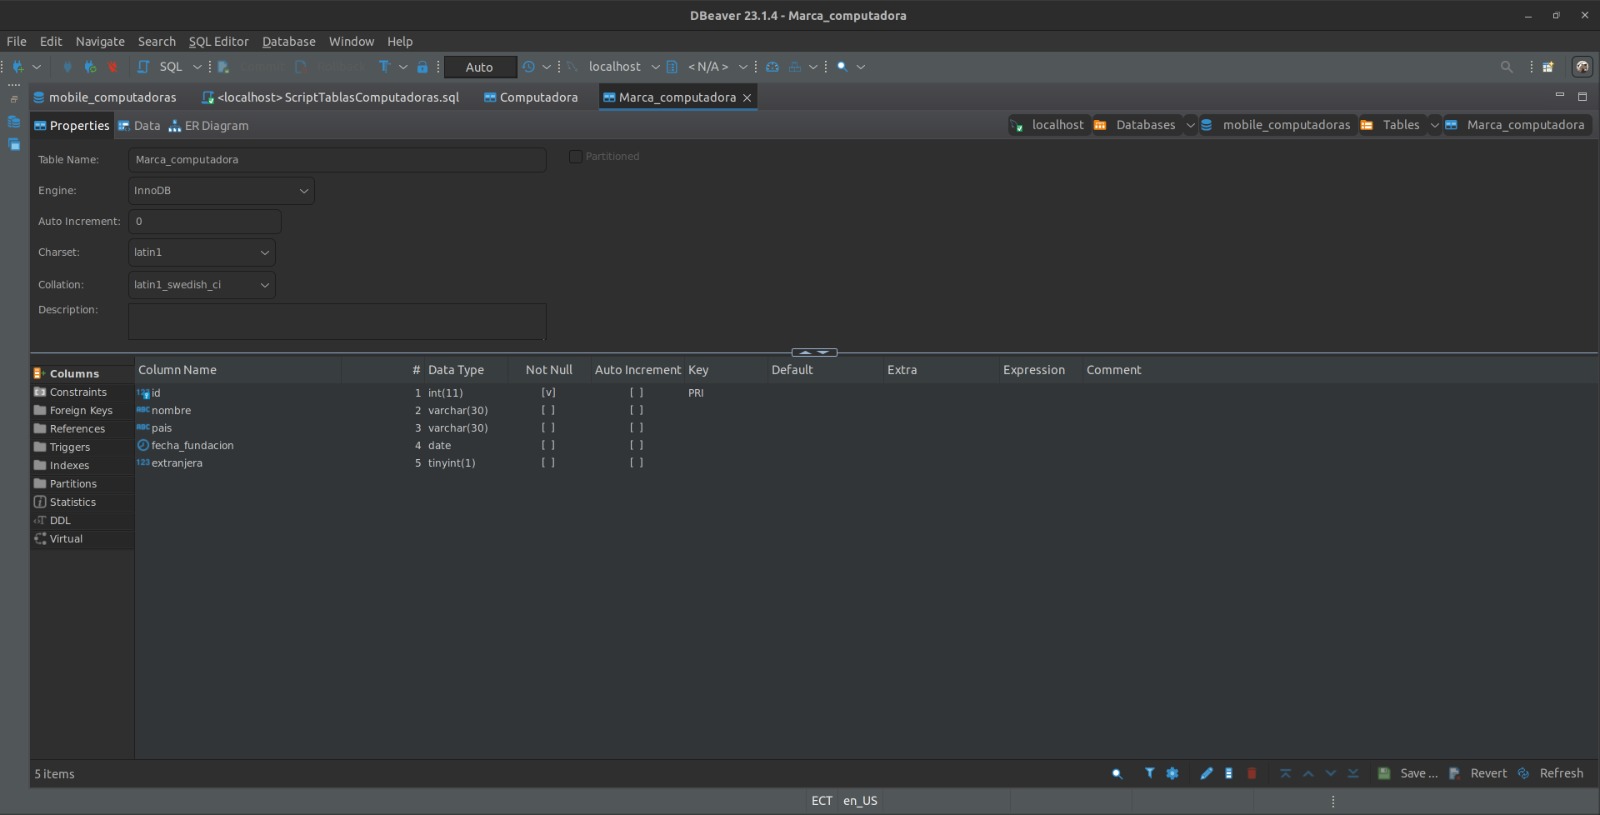 DBeaver 23.1.4 - Marca_computadora
File Edit Navigate Search SQL Editor Database Window Help
SQL Auto localhost < N/A >
mobile_computadoras <localhost> ScriptTablasComputadoras.sql Computadora Marca_computadora
Properties Data ER Diagram localhost Databases mobile_computadoras Tables Marca_computadora
Table Name: Marca_computadora Partitioned
Engine: InnoDB
Auto Increment: 0
Charset: latin1
Collation: latin1_swedish_ci
Description:
Columns
Constraints
Foreign Keys
References
Triggers
Indexes
Partitions
Statistics
DDL
Virtual
Column Name # Data Type Not Null Auto Increment Key Default Extra Expression Comment
123 id 1 int(11) [v] [ ] PRI
ABC nombre 2 varchar(30) [ ] [ ]
ABC pais 3 varchar(30) [ ] [ ]
fecha_fundacion 4 date [ ] [ ]
123 extranjera 5 tinyint(1) [ ] [ ]
5 items Save ... Revert Refresh
ECT en_US